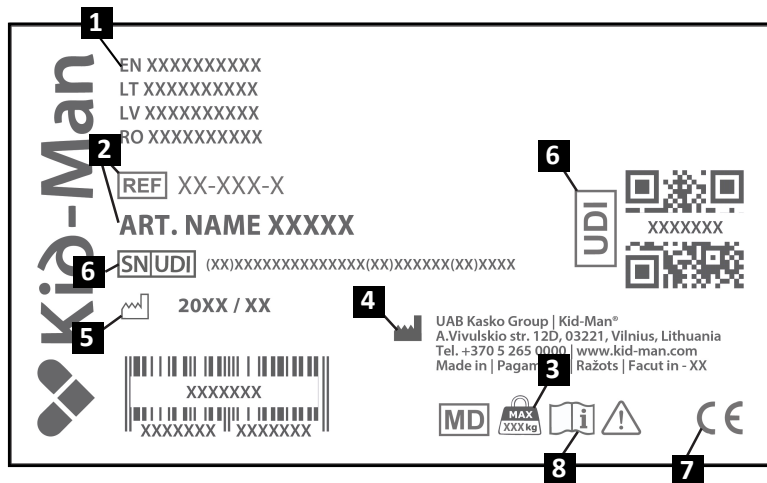 1
EN XXXXXXXXXX
LT XXXXXXXXXX
LV XXXXXXXXXX
RO XXXXXXXXXX
Kid-Man
2
REF XX-XXX-X
ART. NAME XXXXX
6
UDI
XXXXXXX
6
SN UDI (XX)XXXXXXXXXXXXXX(XX)XXXXXX(XX)XXXX
5
20XX / XX
4
UAB Kasko Group | Kid-Man®
A.Vivulskio str. 12D, 03221, Vilnius, Lithuania
Tel. +370 5 265 0000 | www.kid-man.com
Made in | Ražots | Facut in - XX
3
XXXXXXX
XXXXXXX XXXXXXX
MD
MAX
XXX kg
i
8
CE
7